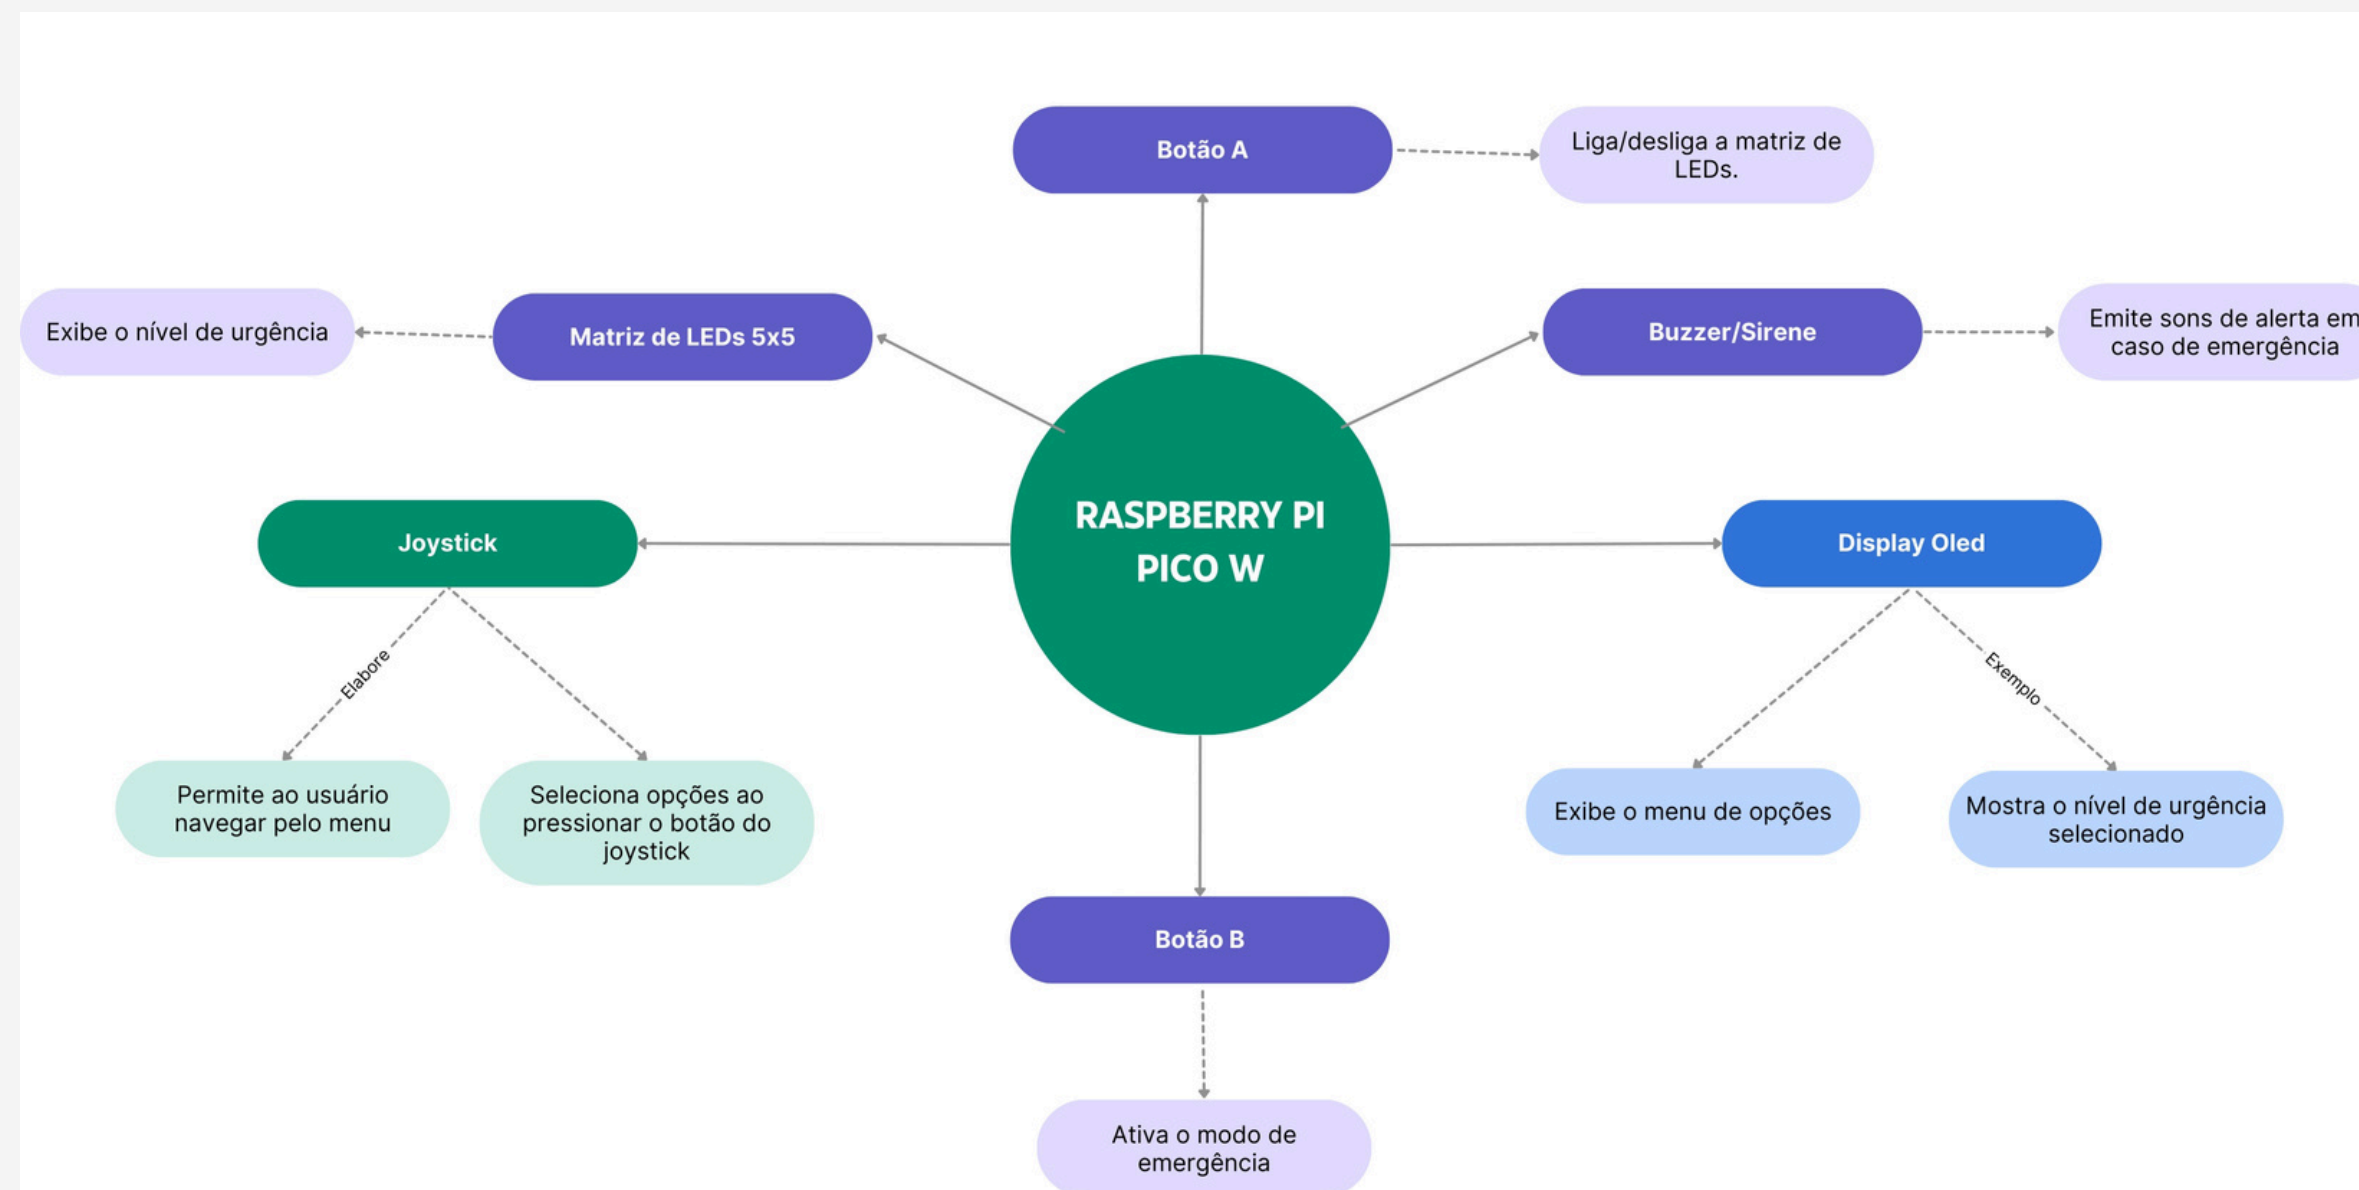 Botão A
Liga/desliga a matriz de
LEDs.
Exibe o nível de urgência
Matriz de LEDs 5x5
Buzzer/Sirene
Emite sons de alerta em
caso de emergência
Joystick
RASPBERRY PI
PICO W
Display Oled
Elabore
Exemplo
Permite ao usuário
navegar pelo menu
Seleciona opções ao
pressionar o botão do
joystick
Exibe o menu de opções
Mostra o nível de urgência
selecionado
Botão B
Ativa o modo de
emergência